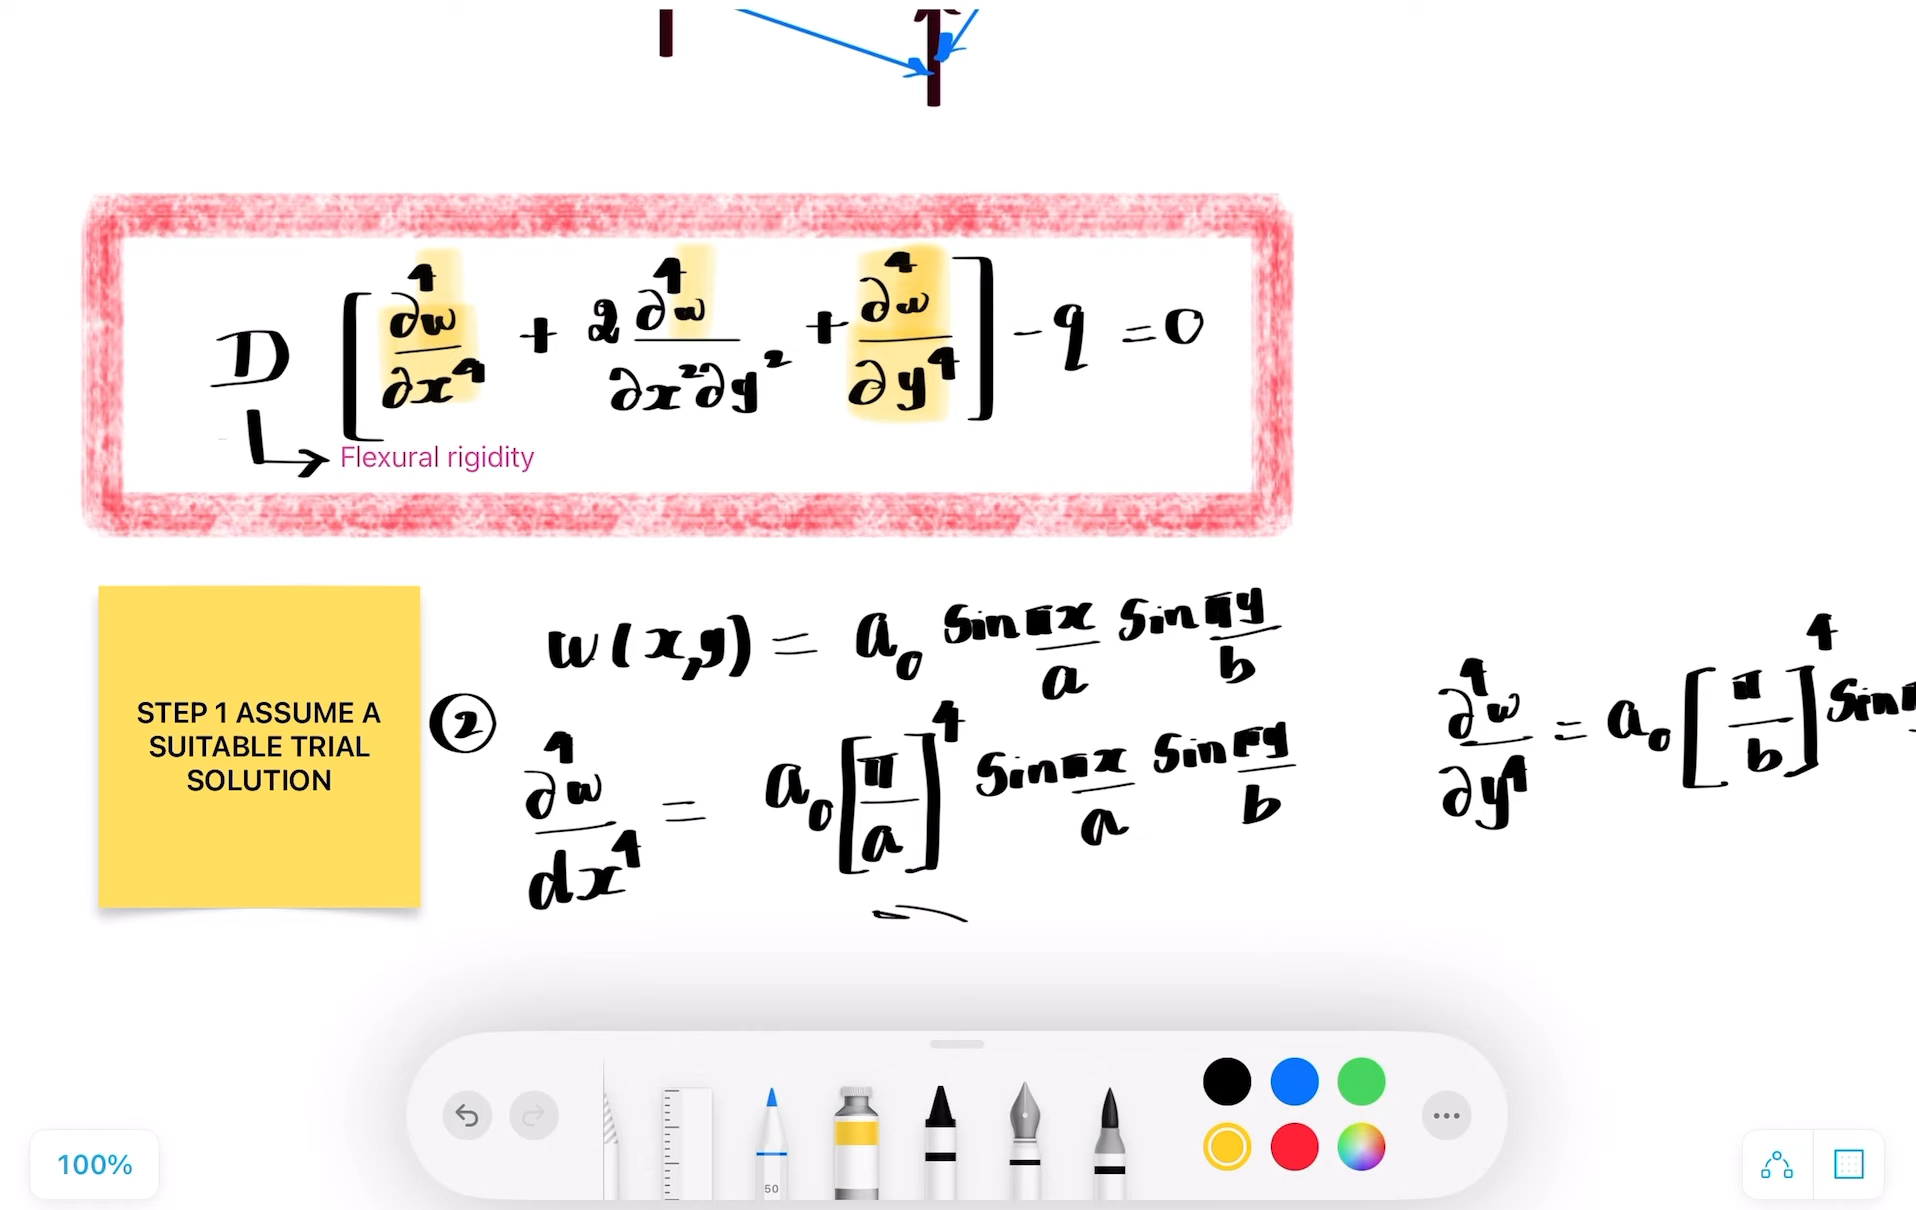 D [ ∂⁴w/∂x⁴ + 2 ∂⁴w/∂x²∂y² + ∂⁴w/∂y⁴ ] - q = 0
Flexural rigidity
STEP 1 ASSUME A
SUITABLE TRIAL
SOLUTION
w(x,y) = a₀ Sin πx/a Sin πy/b
② ∂⁴w/dx⁴ = a₀ [π/a]⁴ Sin πx/a Sin πy/b
∂⁴w/∂y⁴ = a₀ [π/b]⁴ Sin
50
100%